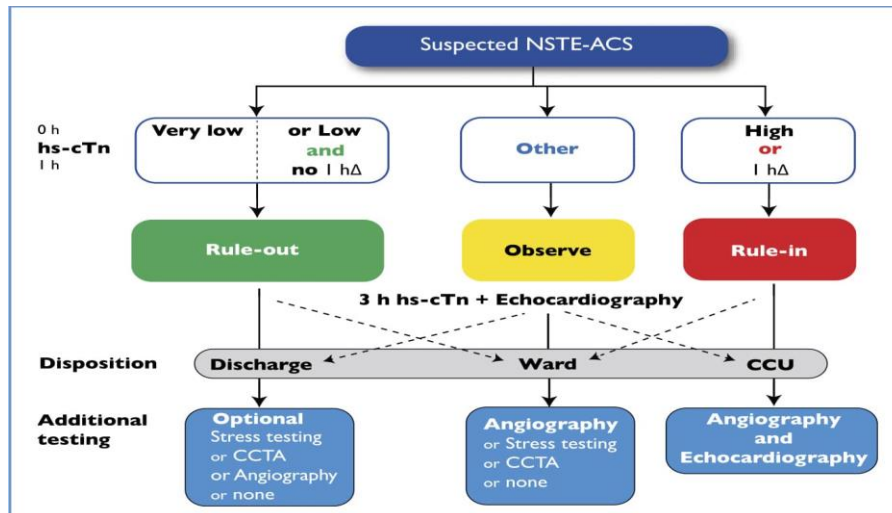 Suspected NSTE-ACS
0 h
hs-cTn
1 h
Very low
or Low
and
no 1 hΔ
Other
High
or
1 hΔ
Rule-out
Observe
Rule-in
3 h hs-cTn + Echocardiography
Disposition
Discharge
Ward
CCU
Additional
testing
Optional
Stress testing
or CCTA
or Angiography
or none
Angiography
or Stress testing
or CCTA
or none
Angiography
and
Echocardiography